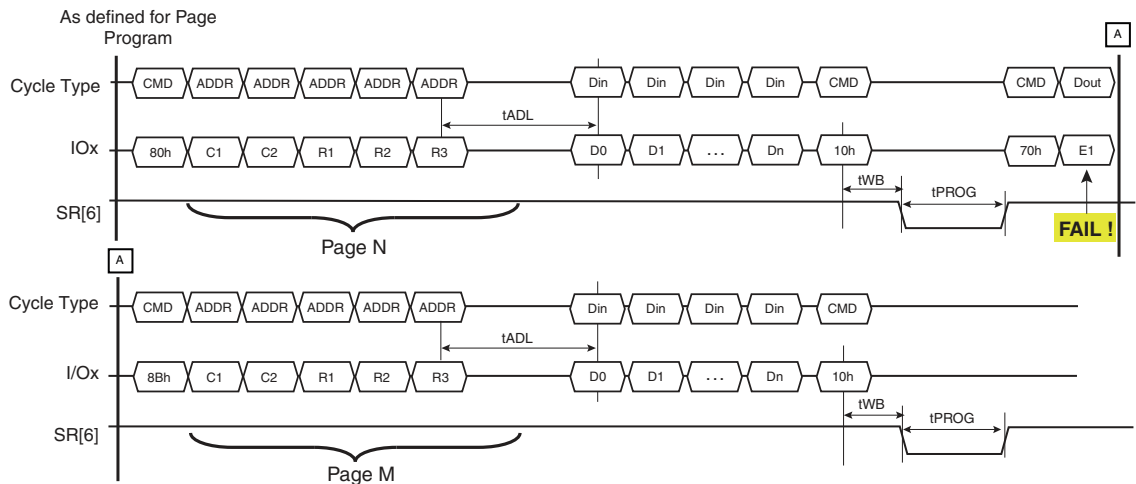 As defined for Page
Program
A
Cycle Type
CMD ADDR ADDR ADDR ADDR ADDR Din Din Din Din CMD CMD Dout
tADL
IOx
80h C1 C2 R1 R2 R3 D0 D1 ... Dn 10h 70h E1
tWB tPROG
SR[6]
FAIL !
Page N
A
Cycle Type
CMD ADDR ADDR ADDR ADDR ADDR Din Din Din Din CMD
tADL
I/Ox
8Bh C1 C2 R1 R2 R3 D0 D1 ... Dn 10h
tWB tPROG
SR[6]
Page M